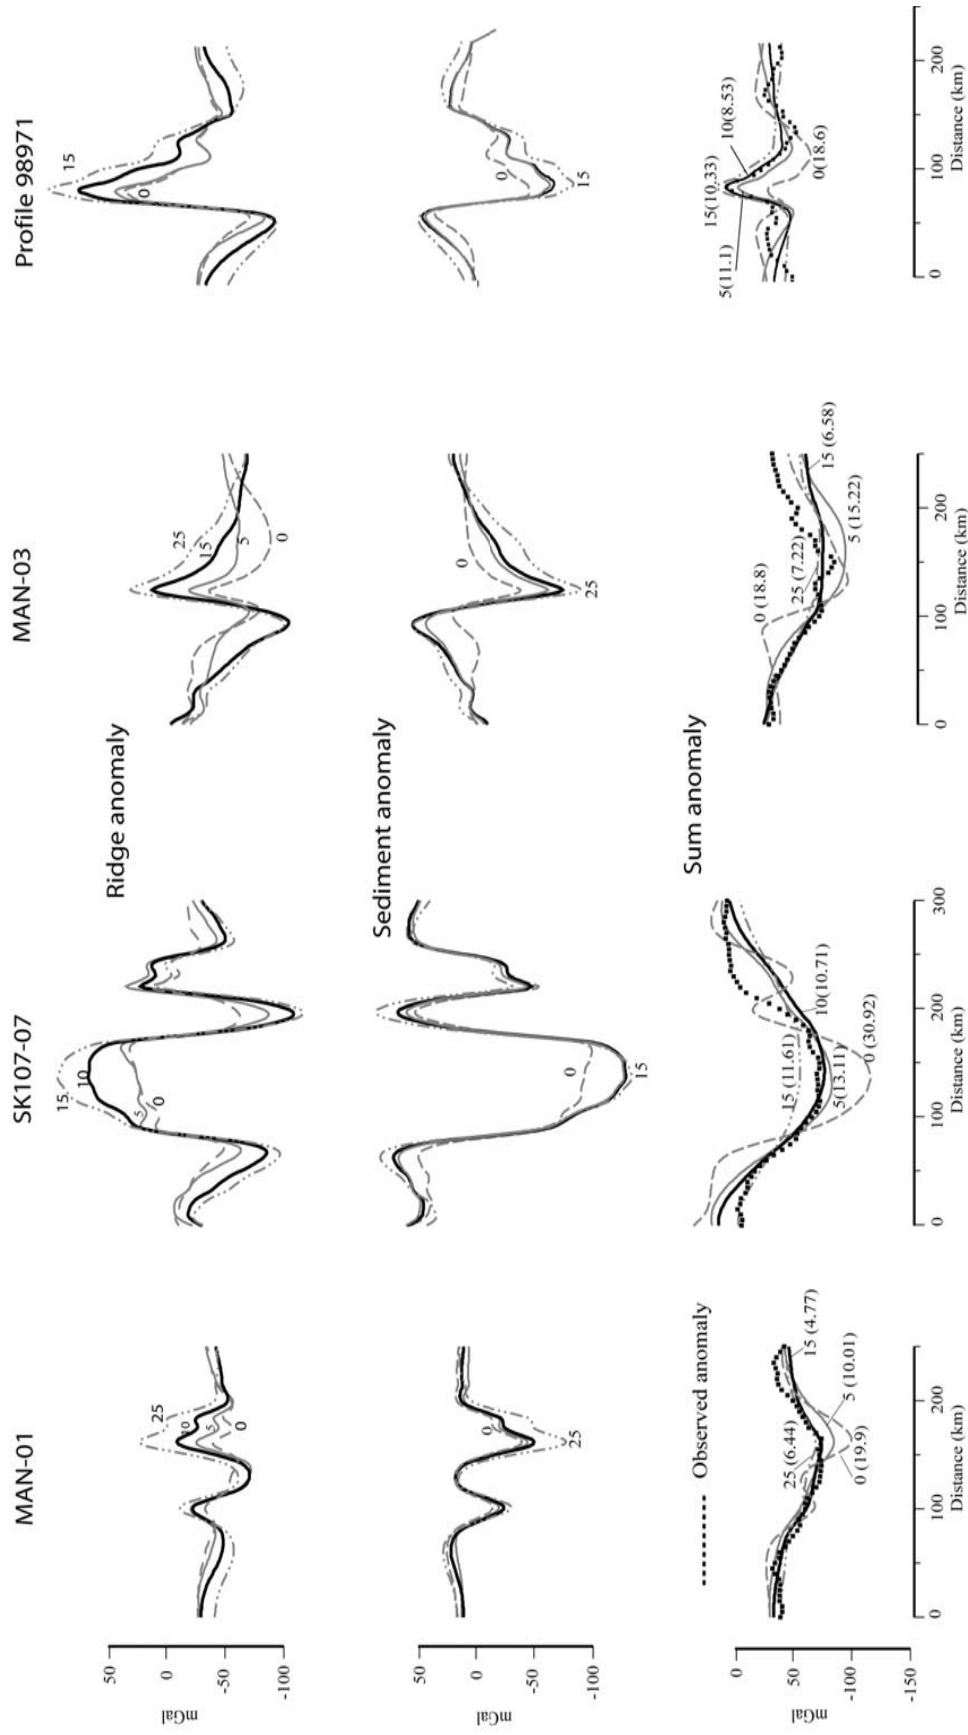 MAN-01
SK107-07
MAN-03
Profile 98971
Ridge anomaly
50
0
-50
-100
mGal
25
5
0
15
10
5
0
25
15
5
0
15
0
Sediment anomaly
50
0
-50
-100
mGal
0
25
0
15
0
25
0
15
Sum anomaly
Observed anomaly
0
50
-100
-150
mGal
25 (6.44)
15 (4.77)
5 (10.01)
0 (19.9)
15 (11.61)
10(10.71)
5(13.11)
0 (30.92)
0 (18.8)
25 (7.22)
15 (6.58)
5 (15.22)
15(10.33)
10(8.53)
5(11.1)
0(18.6)
0 100 200
Distance (km)
0 100 200 300
Distance (km)
0 100 200
Distance (km)
0 100 200
Distance (km)